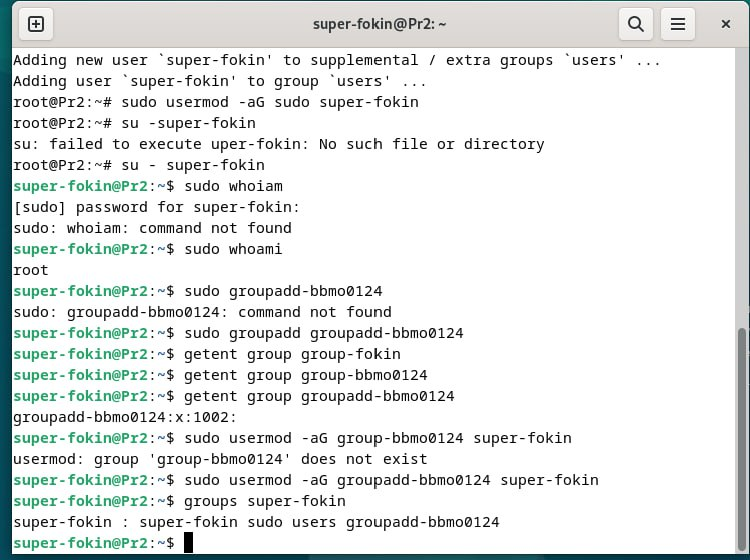 super-fokin@Pr2: ~
Adding new user `super-fokin' to supplemental / extra groups `users' ...
Adding user `super-fokin' to group `users' ...
root@Pr2:~# sudo usermod -aG sudo super-fokin
root@Pr2:~# su -super-fokin
su: failed to execute uper-fokin: No such file or directory
root@Pr2:~# su - super-fokin
super-fokin@Pr2:~$ sudo whoiam
[sudo] password for super-fokin:
sudo: whoiam: command not found
super-fokin@Pr2:~$ sudo whoami
root
super-fokin@Pr2:~$ sudo groupadd-bbmo0124
sudo: groupadd-bbmo0124: command not found
super-fokin@Pr2:~$ sudo groupadd groupadd-bbmo0124
super-fokin@Pr2:~$ getent group group-fokin
super-fokin@Pr2:~$ getent group group-bbmo0124
super-fokin@Pr2:~$ getent group groupadd-bbmo0124
groupadd-bbmo0124:x:1002:
super-fokin@Pr2:~$ sudo usermod -aG group-bbmo0124 super-fokin
usermod: group 'group-bbmo0124' does not exist
super-fokin@Pr2:~$ sudo usermod -aG groupadd-bbmo0124 super-fokin
super-fokin@Pr2:~$ groups super-fokin
super-fokin : super-fokin sudo users groupadd-bbmo0124
super-fokin@Pr2:~$